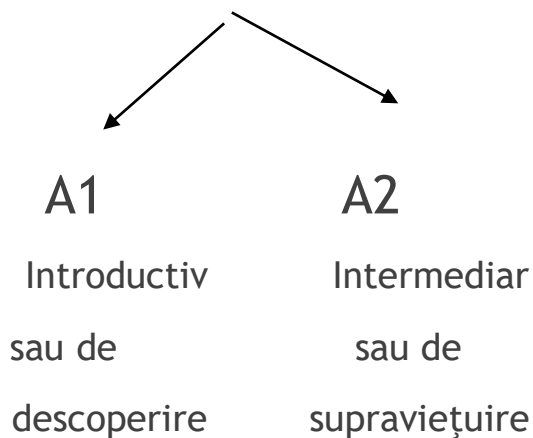 A1 A2
Introductiv Intermediar
sau de sau de
descoperire supravieţuire